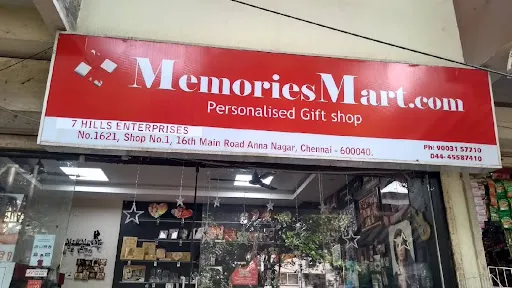 MemoriesMart.com
Personalised Gift shop
7 HILLS ENTERPRISES
No.1621, Shop No.1, 16th Main Road Anna Nagar, Chennai - 600040.
Ph: 90031 57210
044-45587410